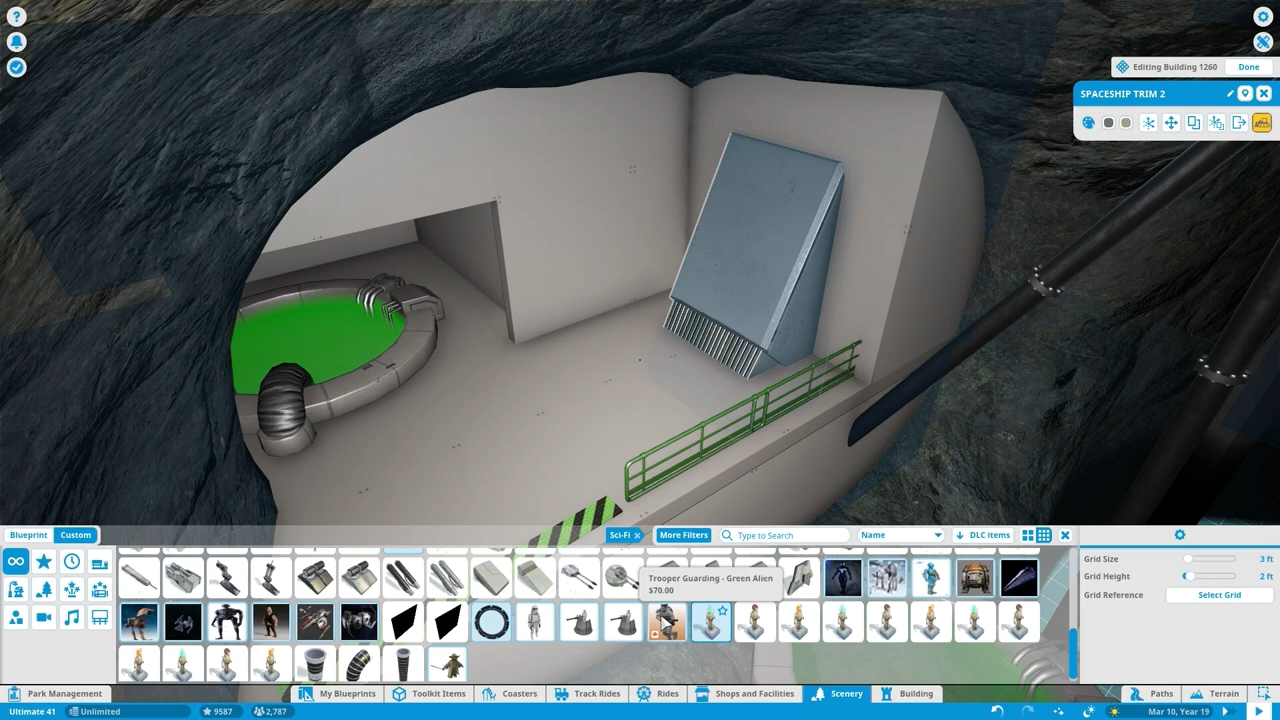 Editing Building 1260
Done
SPACESHIP TRIM 2
Blueprint
Custom
Sci-Fi
More Filters
Type to Search
Name
DLC items
Trooper Guarding - Green Alien
$70.00
Grid Size
3 ft
Grid Height
2 ft
Grid Reference
Select Grid
Park Management
My Blueprints
Toolkit Items
Coasters
Track Rides
Rides
Shops and Facilities
Scenery
Building
Paths
Terrain
Ultimate 41
Unlimited
9587
2,787
Mar 10, Year 19